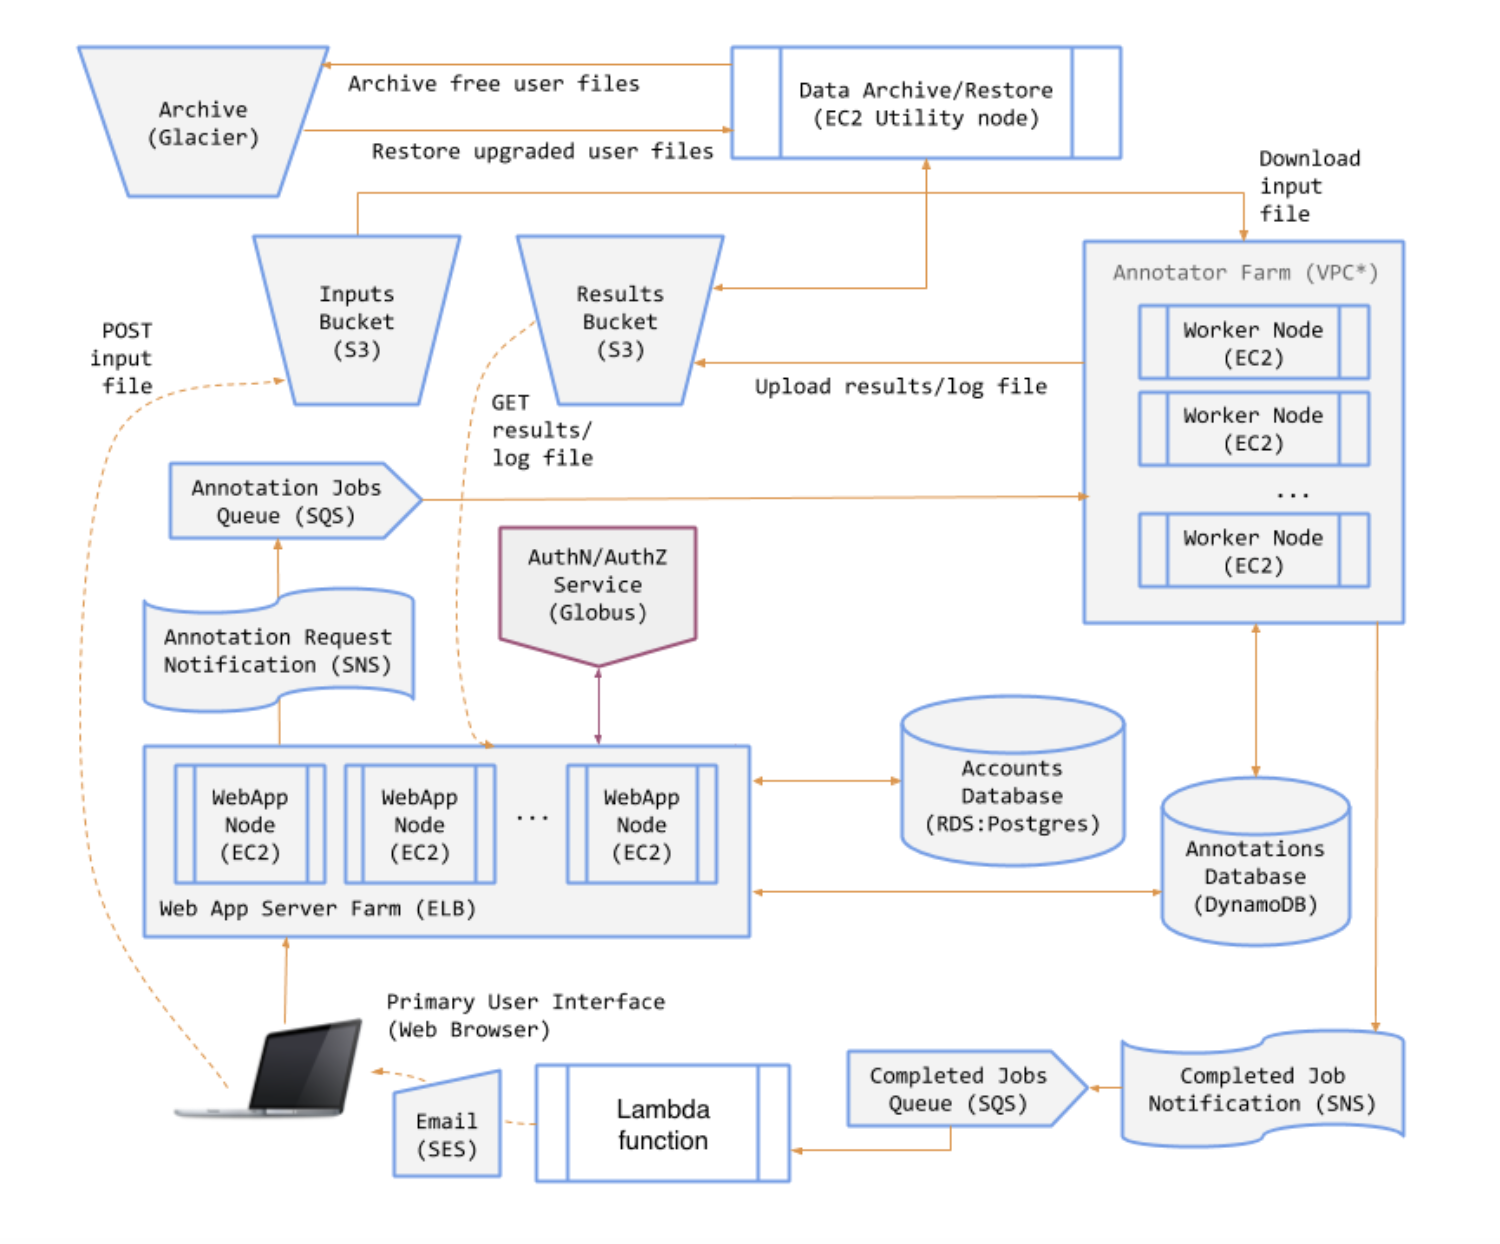 Archive
(Glacier)
Archive free user files
Restore upgraded user files
Data Archive/Restore
(EC2 Utility node)
Download
input
file
Inputs
Bucket
(S3)
Results
Bucket
(S3)
Annotator Farm (VPC*)
Worker Node
(EC2)
Worker Node
(EC2)
...
Worker Node
(EC2)
POST
input
file
Upload results/log file
GET
results/
log file
Annotation Jobs
Queue (SQS)
AuthN/AuthZ
Service
(Globus)
Annotation Request
Notification (SNS)
WebApp
Node
(EC2)
WebApp
Node
(EC2)
...
WebApp
Node
(EC2)
Web App Server Farm (ELB)
Accounts
Database
(RDS:Postgres)
Annotations
Database
(DynamoDB)
Primary User Interface
(Web Browser)
Email
(SES)
Lambda
function
Completed Jobs
Queue (SQS)
Completed Job
Notification (SNS)